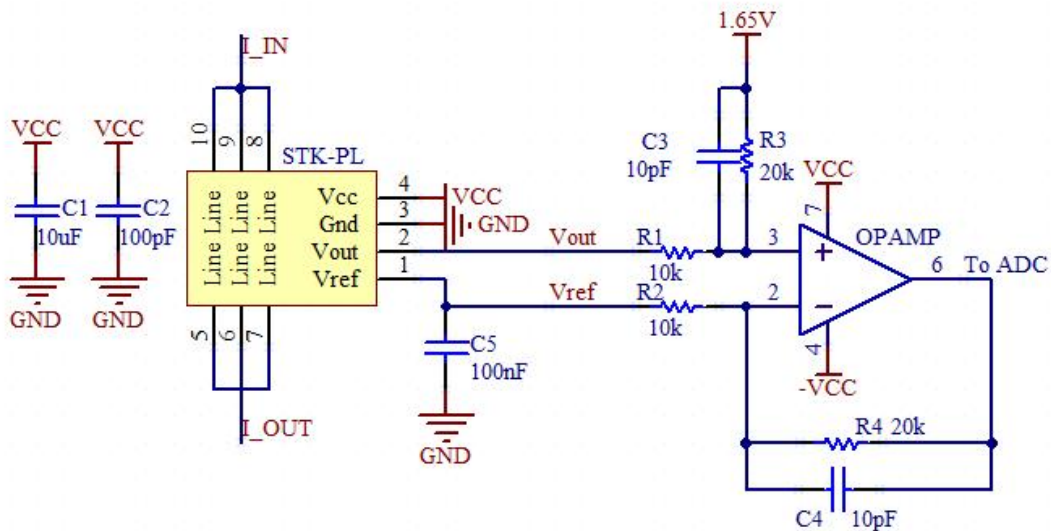 1.65V
I_IN
VCC
VCC
10
9
8
STK-PL
C3
10pF
R3
20k
C1
10uF
C2
100pF
Line Line
Line Line
Line Line
Vcc
Gnd
Vout
Vref
4
3
2
1
VCC
GND
Vout
R1
10k
Vref
R2
10k
VCC
7
OPAMP
3
+
2
−
6
To ADC
4
-VCC
GND
GND
5
6
7
C5
100nF
I_OUT
GND
R4 20k
C4
10pF